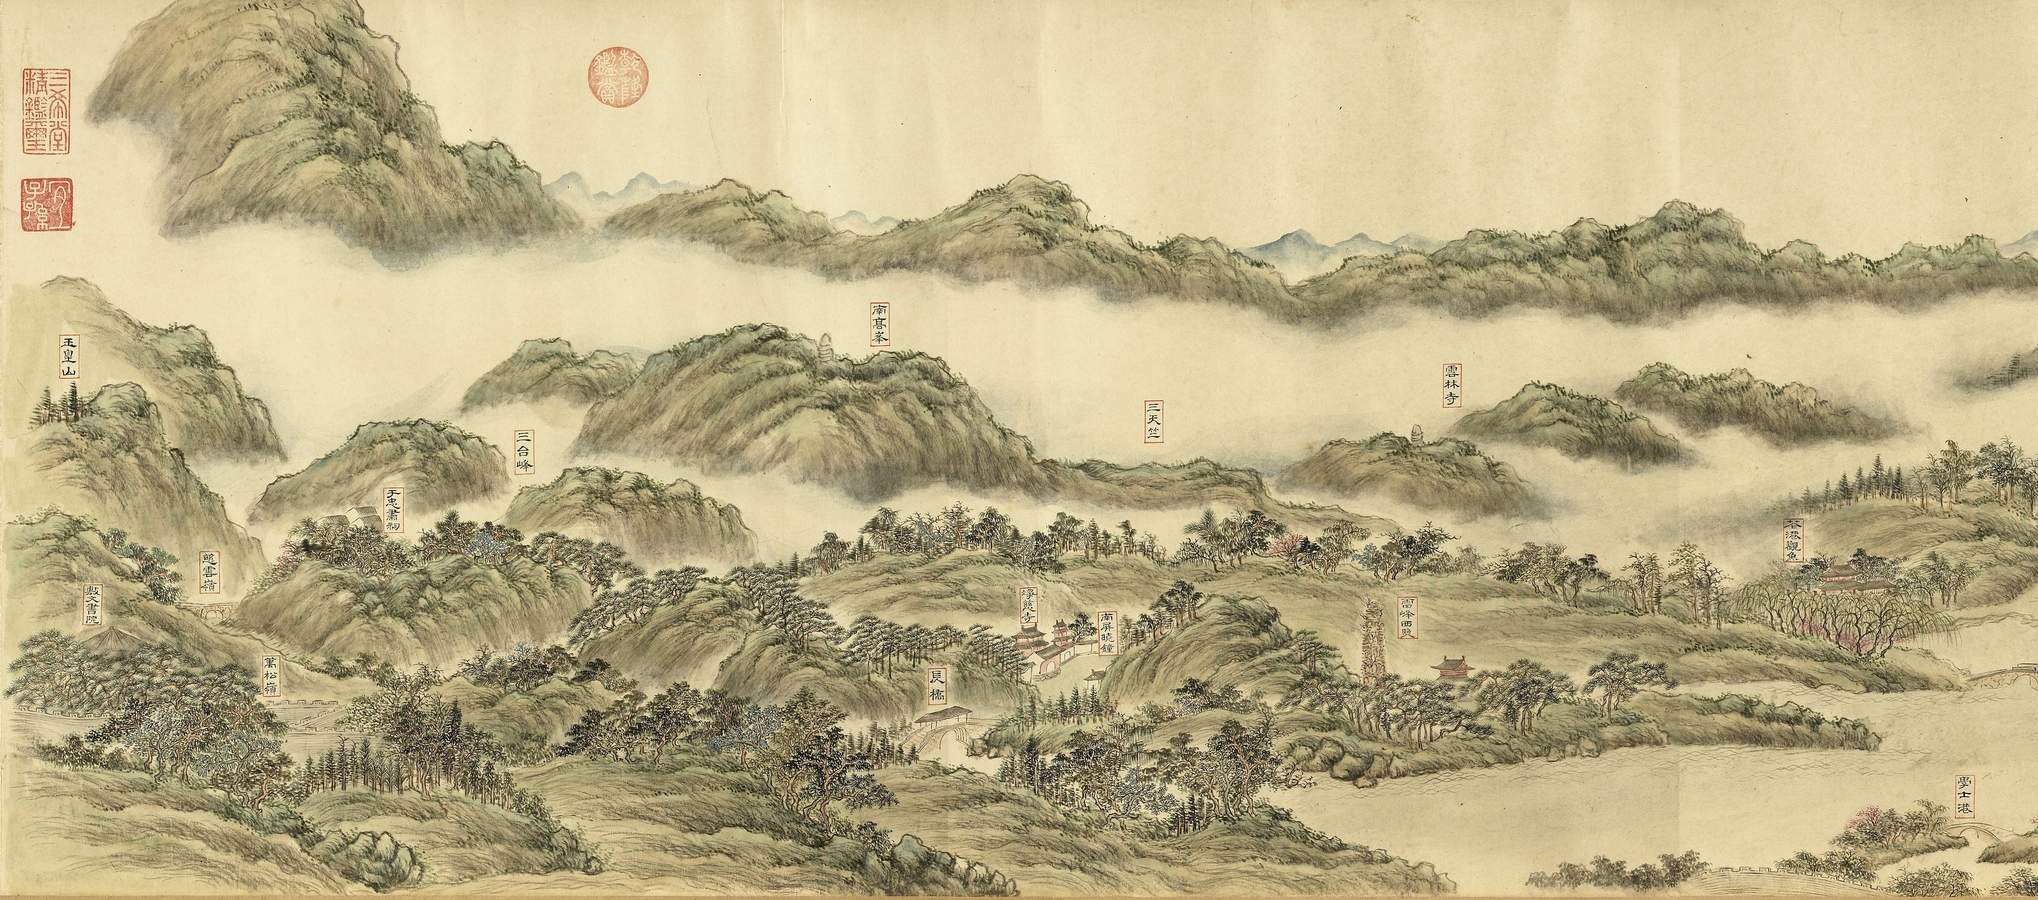 乾隆鑑賞
三希堂精鑑璽
宜子孫
學士港
花港觀魚
雲林寺
雷峰西照
三天竺
南屏曉鐘
淨慈寺
長橋
南高峯
三台峰
于忠肅祠
萬松嶺
慈雲嶺
敷文書院
玉皇山